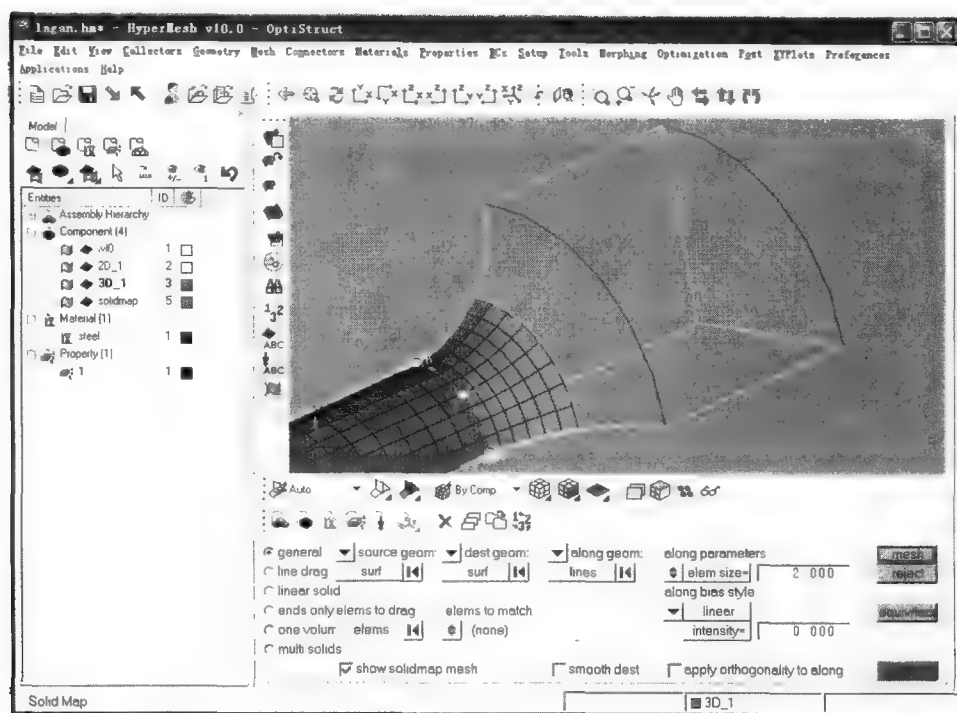 lagan.hm* - HyperMesh v10.0 - OptiStruct
File Edit View Collectors Geometry Mesh Connectors Materials Properties BCs Setup Tools Morphing Optimization Post XYPlots Preferences
Applications Help
Model
Entities ID
Assembly Hierarchy
Component (4)
1
2D_1 2
3D_1 3
solidmap 5
Material (1)
steel 1
Property (1)
1 1
123
ABC
ABC
Auto By Comp
general source geom: dest geom: along geom: along parameters mesh
line drag surf surf lines elem size= 2 000 reject
linear solid along bias style
ends only elems to drag elems to match linear
one volum elems (none) intensity= 0 000
multi solids
show solidmap mesh smooth dest apply orthogonality to along
Solid Map 3D_1